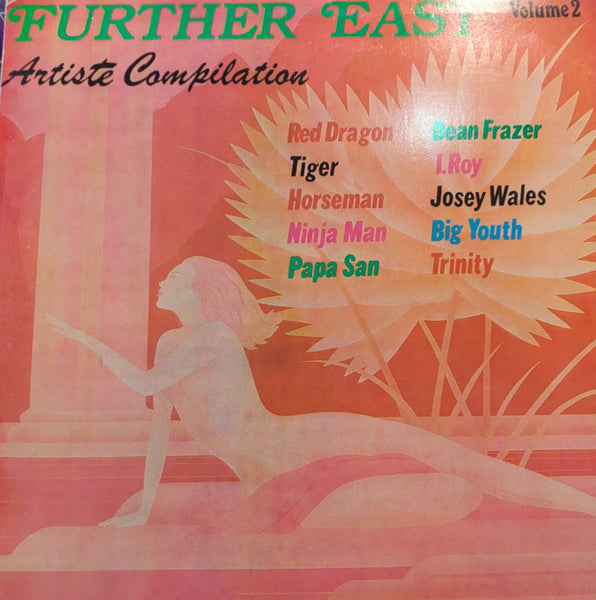 FURTHER EAST
Volume 2
Artiste Compilation
Red Dragon
Tiger
Horseman
Ninja Man
Papa San
Dean Frazer
I.Roy
Josey Wales
Big Youth
Trinity